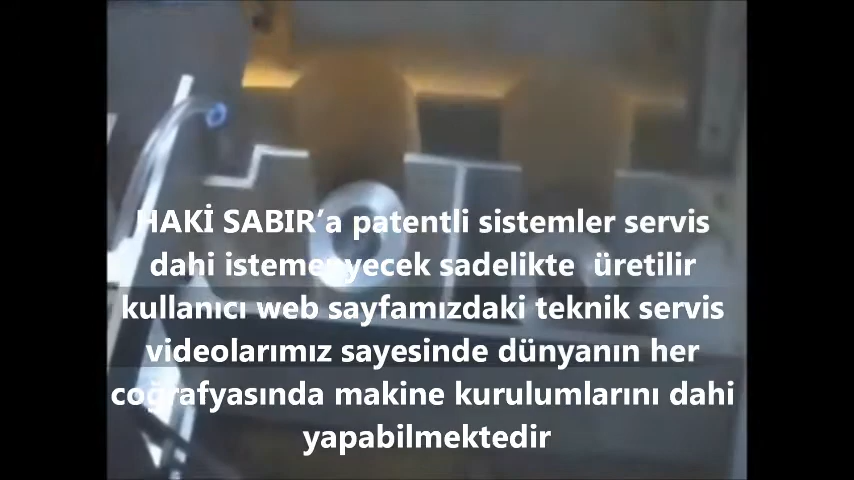 HAKİ SABIR’a patentli sistemler servis
dahi istemenyecek sadelikte üretilir
kullanıcı web sayfamızdaki teknik servis
videolarımız sayesinde dünyanın her
coğrafyasında makine kurulumlarını dahi
yapabilmektedir